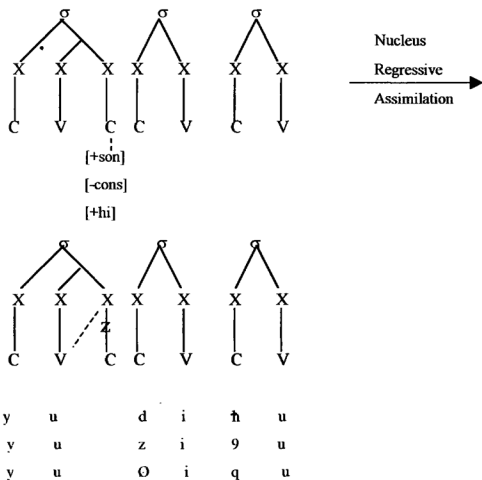 σ σ σ
Nucleus
X X X X X X X Regressive
Assimilation
C V C C V C V
[+son]
[-cons]
[+hi]
σ σ σ
X X X X X X X
z
C V C C V C V
y u d i ħ u
y u z i 9 u
y u Ø i q u